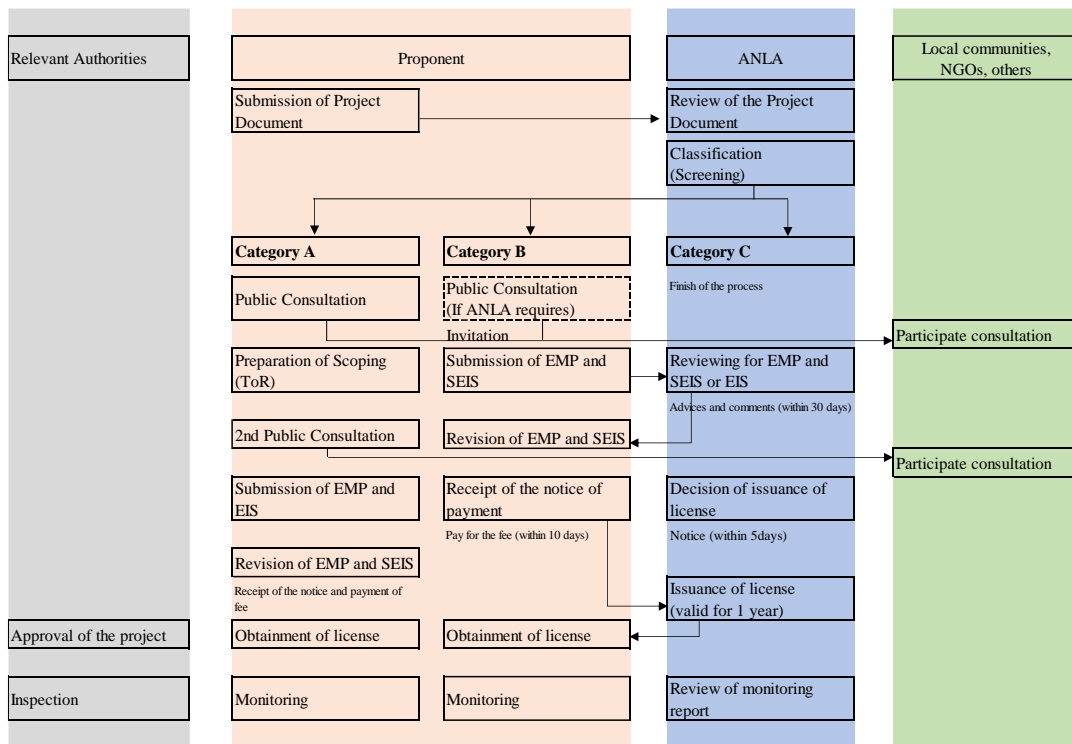 Relevant Authorities
Proponent
ANLA
Local communities,
NGOs, others
Submission of Project
Document
Review of the Project
Document
Classification
(Screening)
Category A
Category B
Category C
Public Consultation
Public Consultation
(If ANLA requires)
Finish of the process
Invitation
Participate consultation
Preparation of Scoping
(ToR)
Submission of EMP and
SEIS
Reviewing for EMP and
SEIS or EIS
Advices and comments (within 30 days)
2nd Public Consultation
Revision of EMP and SEIS
Participate consultation
Submission of EMP and
EIS
Receipt of the notice of
payment
Decision of issuance of
license
Pay for the fee (within 10 days)
Notice (within 5days)
Revision of EMP and SEIS
Receipt of the notice and payment of
fee
Issuance of license
(valid for 1 year)
Approval of the project
Obtainment of license
Obtainment of license
Inspection
Monitoring
Monitoring
Review of monitoring
report